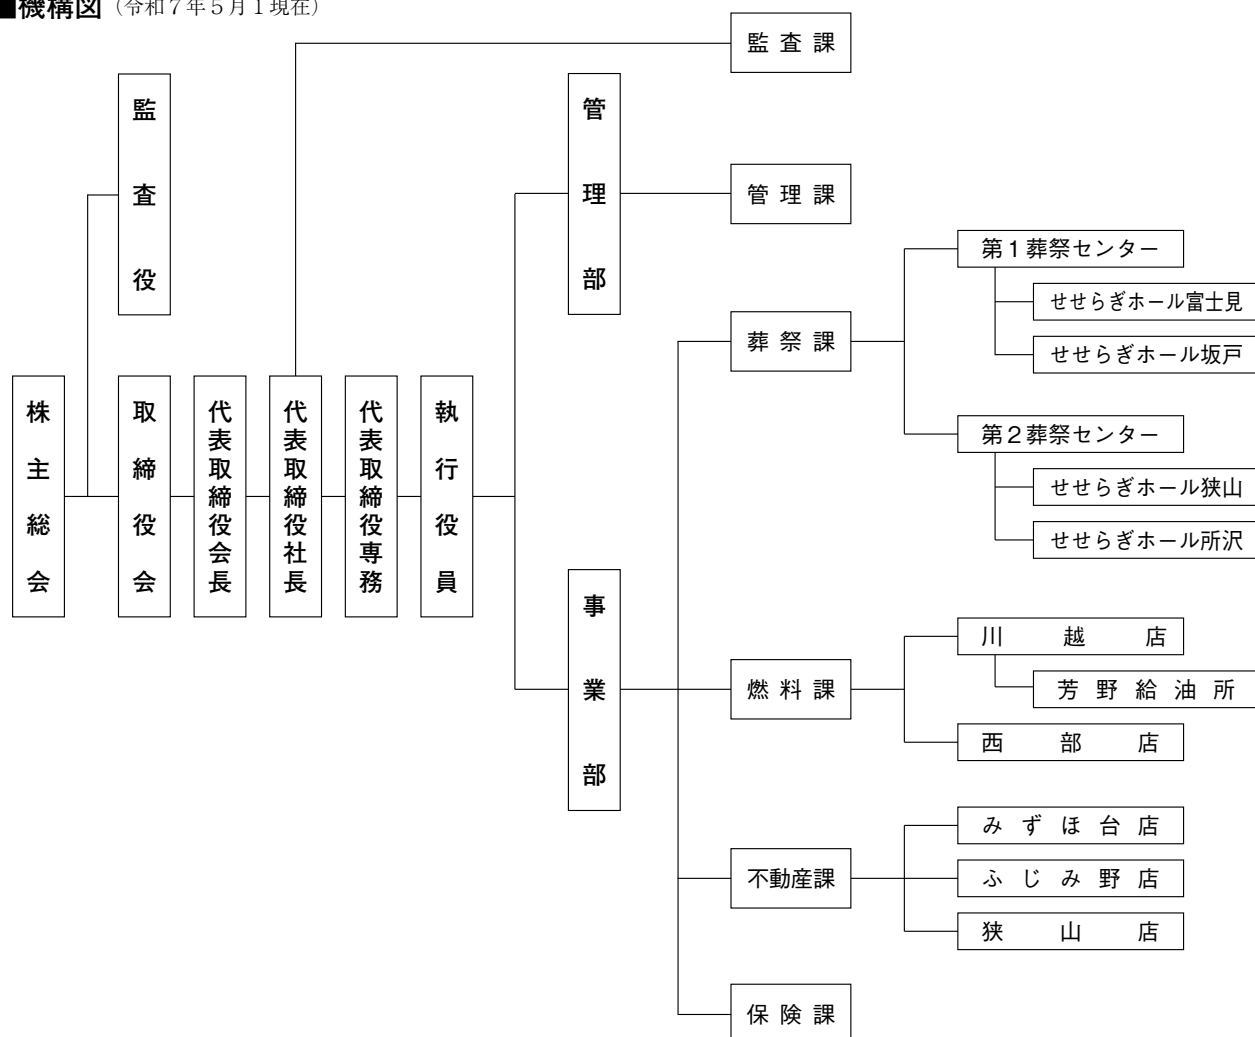 ■機構図（令和7年5月1現在）
監査課
監査役
管理部
管理課
第1葬祭センター
せせらぎホール富士見
葬祭課
せせらぎホール坂戸
株主総会
取締役会
代表取締役会長
代表取締役社長
代表取締役専務
執行役員
第2葬祭センター
せせらぎホール狭山
せせらぎホール所沢
事業部
川越店
燃料課
芳野給油所
西部店
みずほ台店
不動産課
ふじみ野店
狭山店
保険課